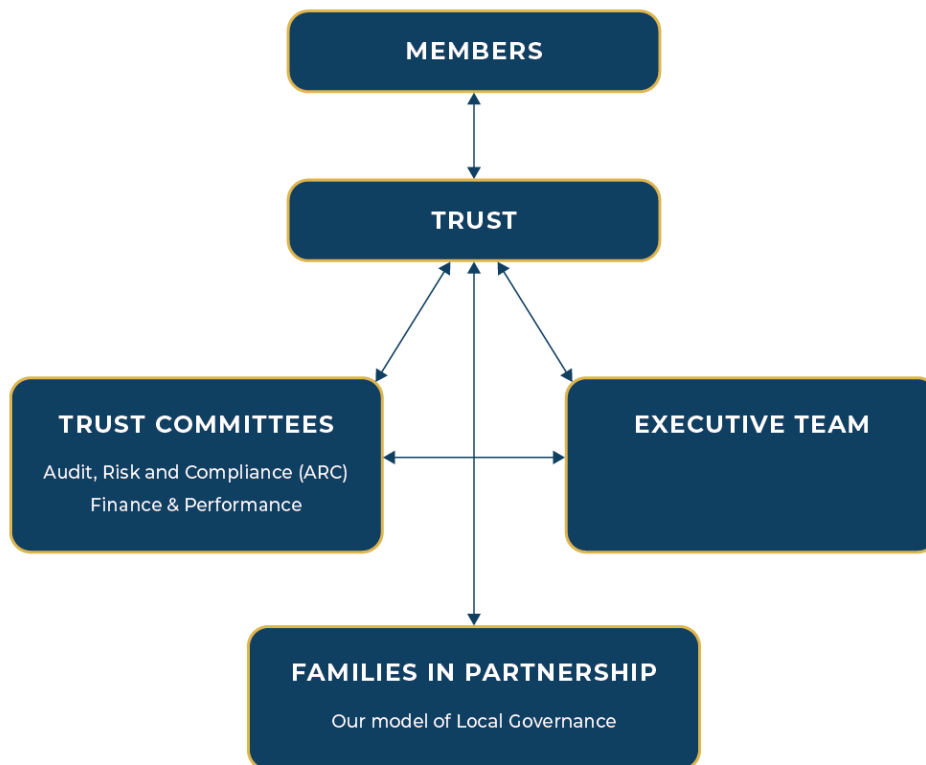 MEMBERS
TRUST
TRUST COMMITTEES
Audit, Risk and Compliance (ARC)
Finance & Performance
EXECUTIVE TEAM
FAMILIES IN PARTNERSHIP
Our model of Local Governance